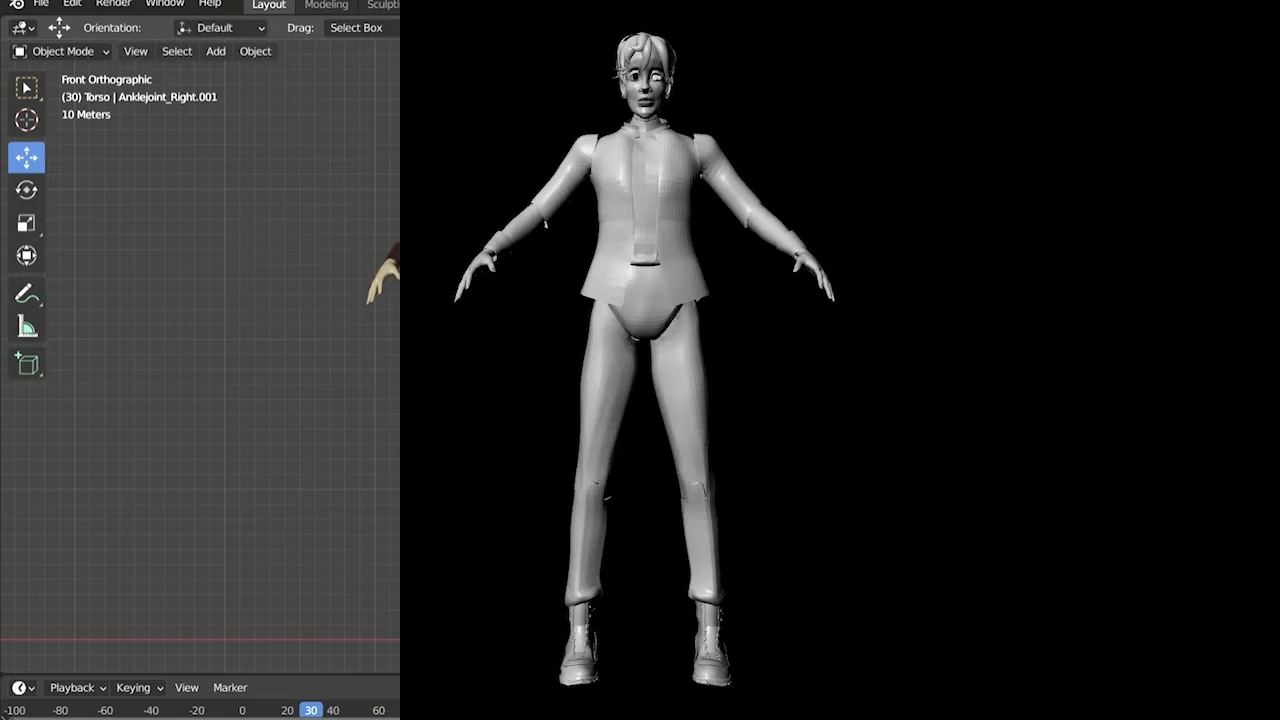 File Edit Render Window Help Layout Modeling Sculpti
Orientation: Default Drag: Select Box
Object Mode View Select Add Object
Front Orthographic
(30) Torso | Anklejoint_Right.001
10 Meters
Playback Keying View Marker
-100 -80 -60 -40 -20 0 20 30 40 60